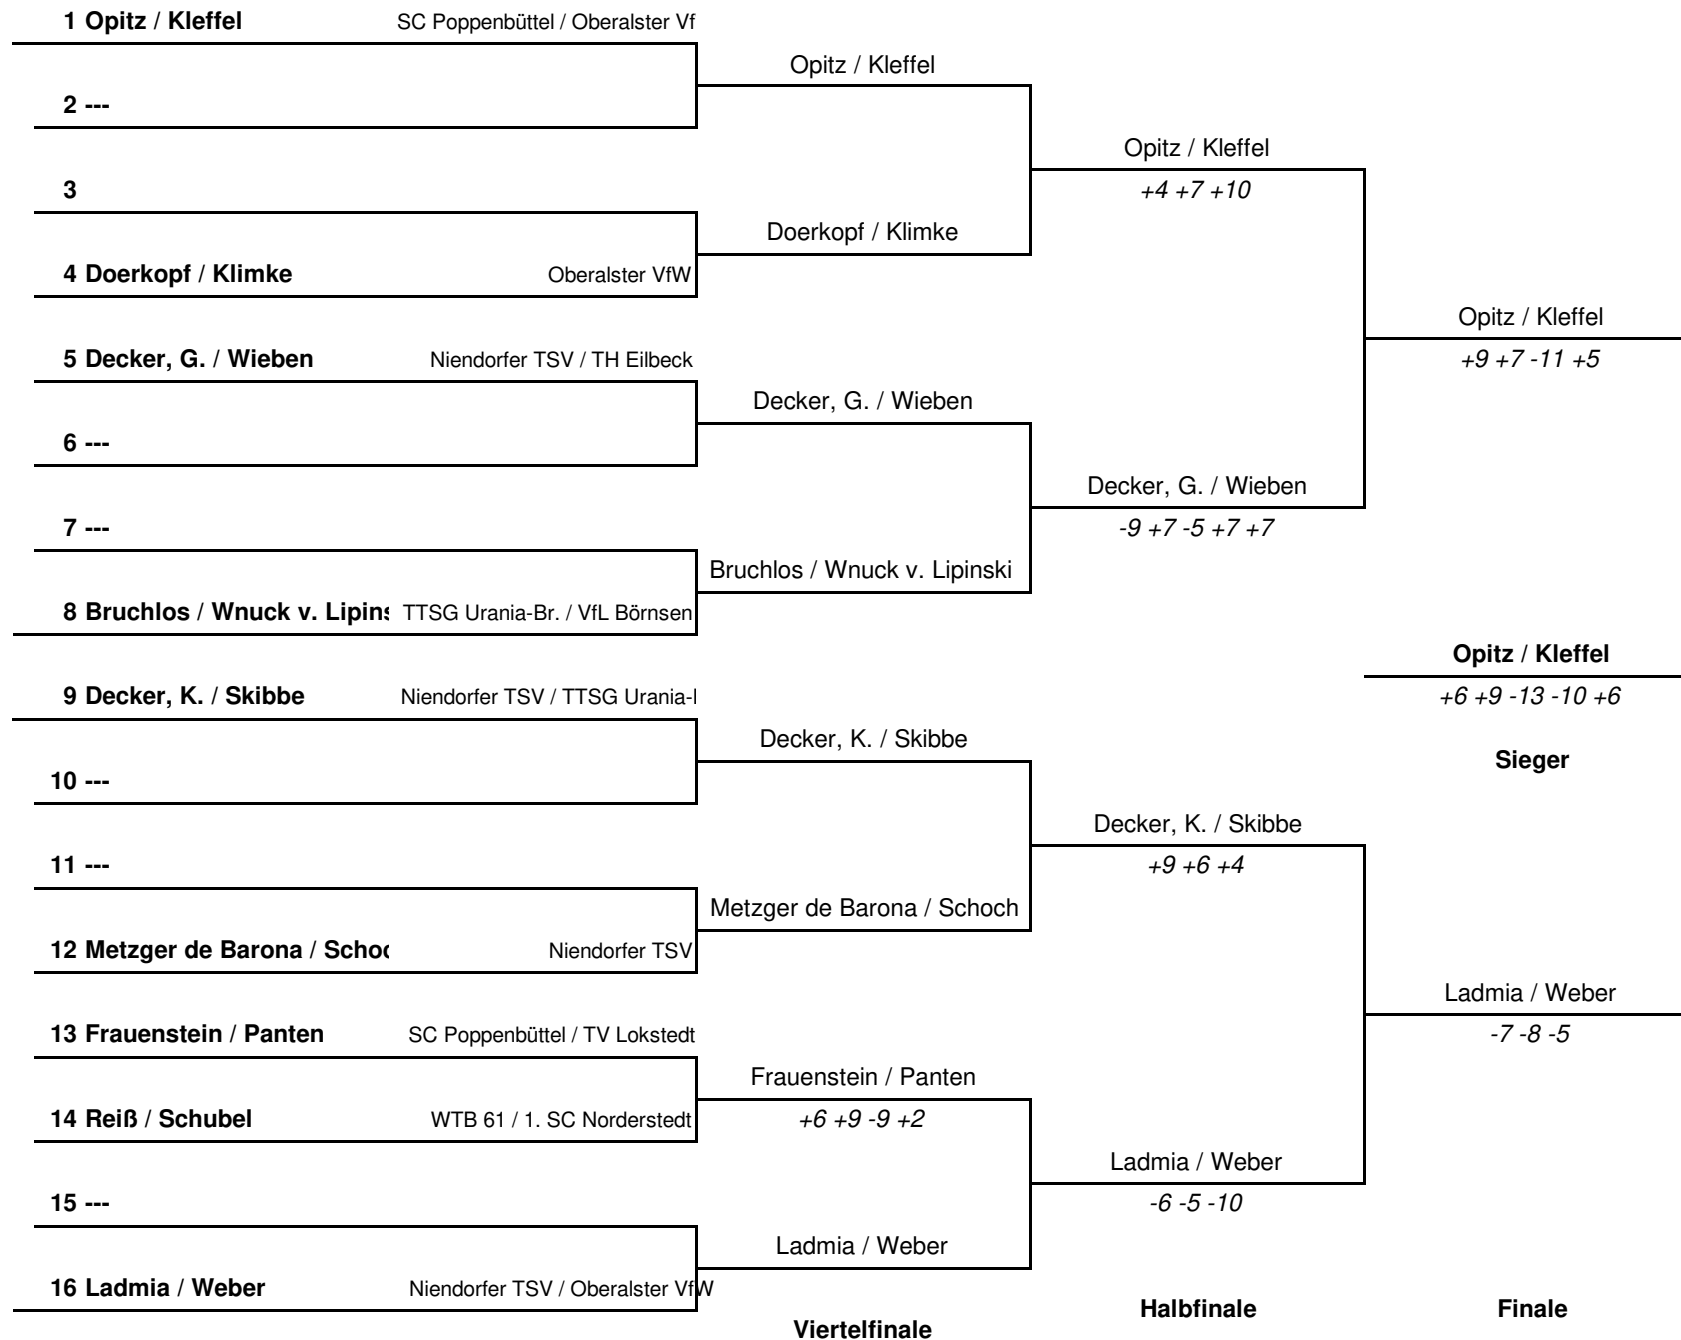 1 Opitz / Kleffel SC Poppenbüttel / Oberalster Vf
Opitz / Kleffel
2 ---
Opitz / Kleffel
3
+4 +7 +10
Doerkopf / Klimke
4 Doerkopf / Klimke Oberalster VfW
Opitz / Kleffel
5 Decker, G. / Wieben Niendorfer TSV / TH Eilbeck
+9 +7 -11 +5
Decker, G. / Wieben
6 ---
Decker, G. / Wieben
7 ---
-9 +7 -5 +7 +7
Bruchlos / Wnuck v. Lipinski
8 Bruchlos / Wnuck v. Lipins TTSG Urania-Br. / VfL Börnsen
Opitz / Kleffel
9 Decker, K. / Skibbe Niendorfer TSV / TTSG Urania-
+6 +9 -13 -10 +6
Decker, K. / Skibbe
Sieger
10 ---
Decker, K. / Skibbe
11 ---
+9 +6 +4
Metzger de Barona / Schoch
12 Metzger de Barona / Schoc Niendorfer TSV
Ladmia / Weber
13 Frauenstein / Panten SC Poppenbüttel / TV Lokstedt
-7 -8 -5
Frauenstein / Panten
14 Reiß / Schubel WTB 61 / 1. SC Norderstedt
+6 +9 -9 +2
Ladmia / Weber
15 ---
-6 -5 -10
Ladmia / Weber
16 Ladmia / Weber Niendorfer TSV / Oberalster VfW
Halbfinale Finale
Viertelfinale